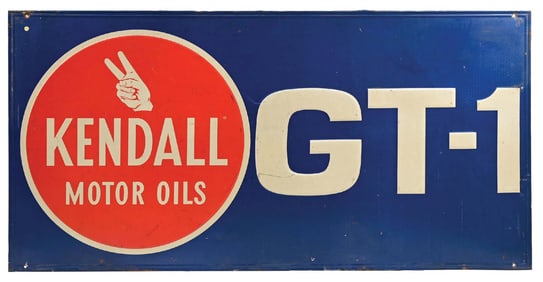 KENDALL
MOTOR OILS
GT-1